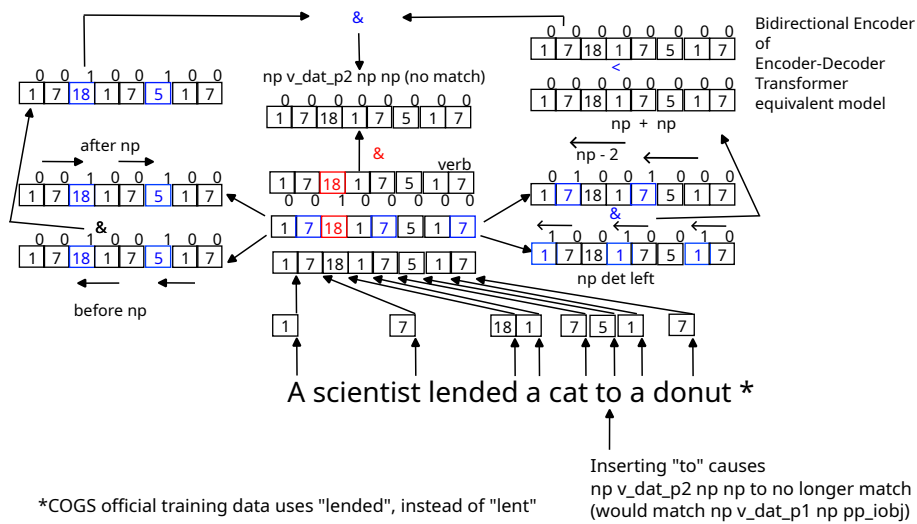 &
Bidirectional Encoder
of
Encoder-Decoder
Transformer
equivalent model
0 0 1 0 0 1 0 0
1 7 18 1 7 5 1 7
np v_dat_p2 np np (no match)
0 0 0 0 0 0 0 0
1 7 18 1 7 5 1 7
0 0 0 0 0 0 0 0
1 7 18 1 7 5 1 7
<
0 0 0 0 0 0 0 0
1 7 18 1 7 5 1 7
np + np
after np
0 0 1 0 0 1 0 0
1 7 18 1 7 5 1 7
&
0 0 1 0 0 1 0 0
1 7 18 1 7 5 1 7
before np
&
verb
1 7 18 1 7 5 1 7
0 0 1 0 0 0 0 0
1 7 18 1 7 5 1 7
1 7 18 1 7 5 1 7
np - 2
0 1 0 0 1 0 0 0
1 7 18 1 7 5 1 7
&
1 0 0 1 0 0 1 0
1 7 18 1 7 5 1 7
np det left
1 7 18 1 7 5 1 7
A scientist lended a cat to a donut *
Inserting "to" causes
np v_dat_p2 np np to no longer match
(would match np v_dat_p1 np pp_iobj)
*COGS official training data uses "lended", instead of "lent"